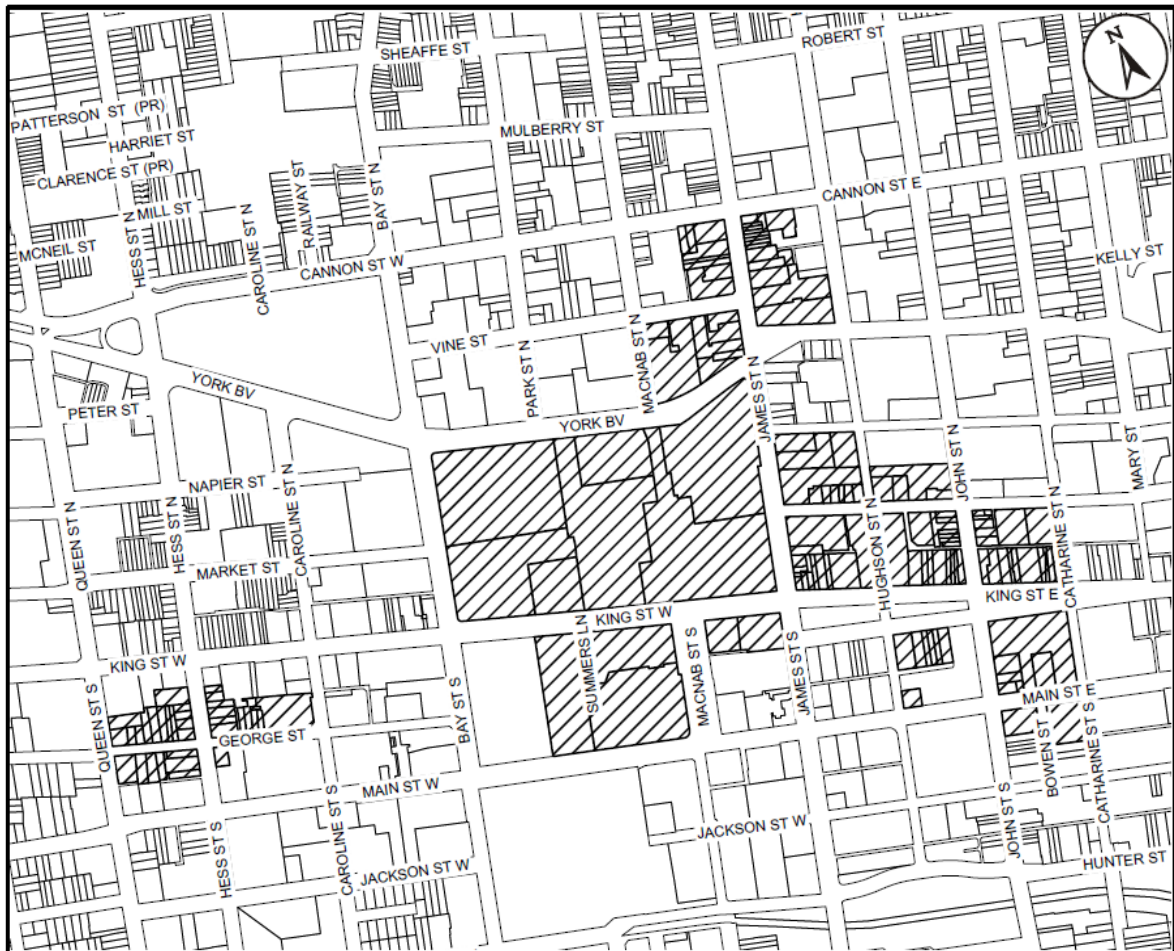 SHEAFFE ST
ROBERT ST
N
PATTERSON ST (PR)
HARRIET ST
MULBERRY ST
CLARENCE ST (PR)
MILL ST
MCNEIL ST
HESS ST N
CAROLINE ST N
RAILWAY ST
BAY ST N
CANNON ST W
CANNON ST E
KELLY ST
VINE ST
PARK ST N
MACNAB ST N
JAMES ST N
YORK BV
PETER ST
YORK BV
NAPIER ST
QUEEN ST N
HESS ST N
CAROLINE ST N
MARKET ST
HUGHSON ST N
JOHN ST N
CATHARINE ST N
MARY ST
KING ST E
KING ST W
SUMMERS LN
KING ST W
MACNAB ST S
JAMES ST S
MAIN ST E
QUEEN ST S
GEORGE ST
BAY ST S
MAIN ST W
BOWEN ST
CATHARINE ST S
JOHN ST S
HESS ST S
CAROLINE ST S
JACKSON ST W
JACKSON ST W
HUNTER ST